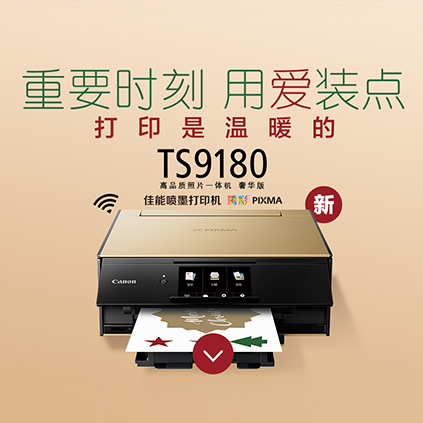 重要时刻 用爱装点
打印是温暖的
TS9180
高品质照片一体机 奢华版
佳能喷墨打印机 腾彩 PIXMA
新
PIXMA
Canon